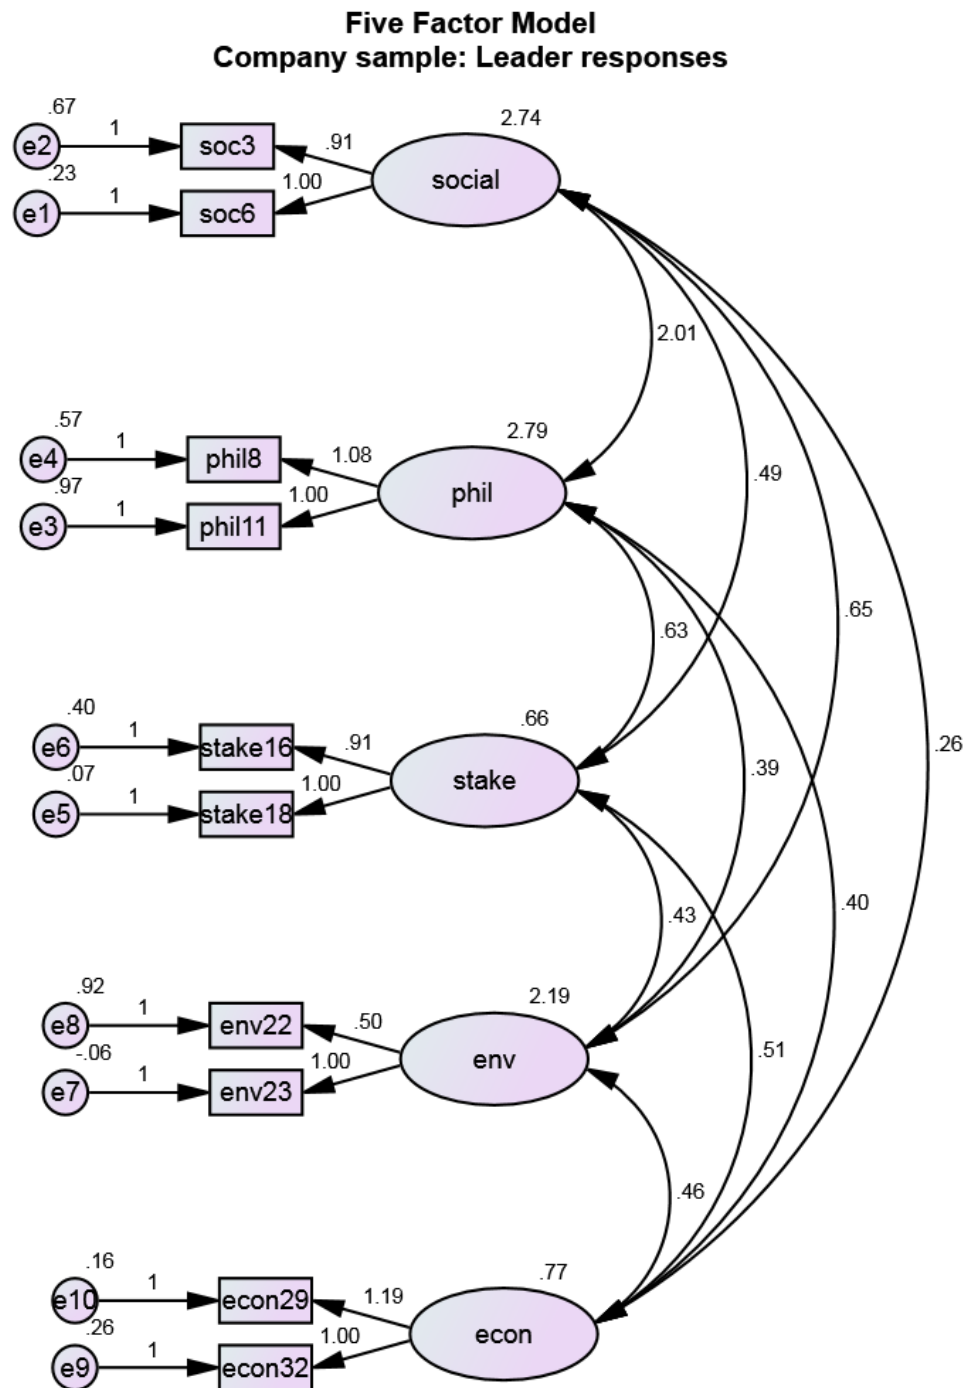 Five Factor Model
Company sample: Leader responses
.67
2.74
e2 1 soc3 .91
social
.23
1.00
e1 1 soc6
2.01
.57
2.79
e4 1 phil8 1.08
.49
phil
.97
1.00
e3 1 phil11
.65
.63
.40
.66
e6 1 stake16 .91
.26
.39
stake
.07
1.00
e5 1 stake18
.40
.43
.92
2.19
e8 1 env22 .50
.51
env
-.06
1.00
e7 1 env23
.46
.16
.77
e10 1 econ29 1.19
econ
.26
1.00
e9 1 econ32